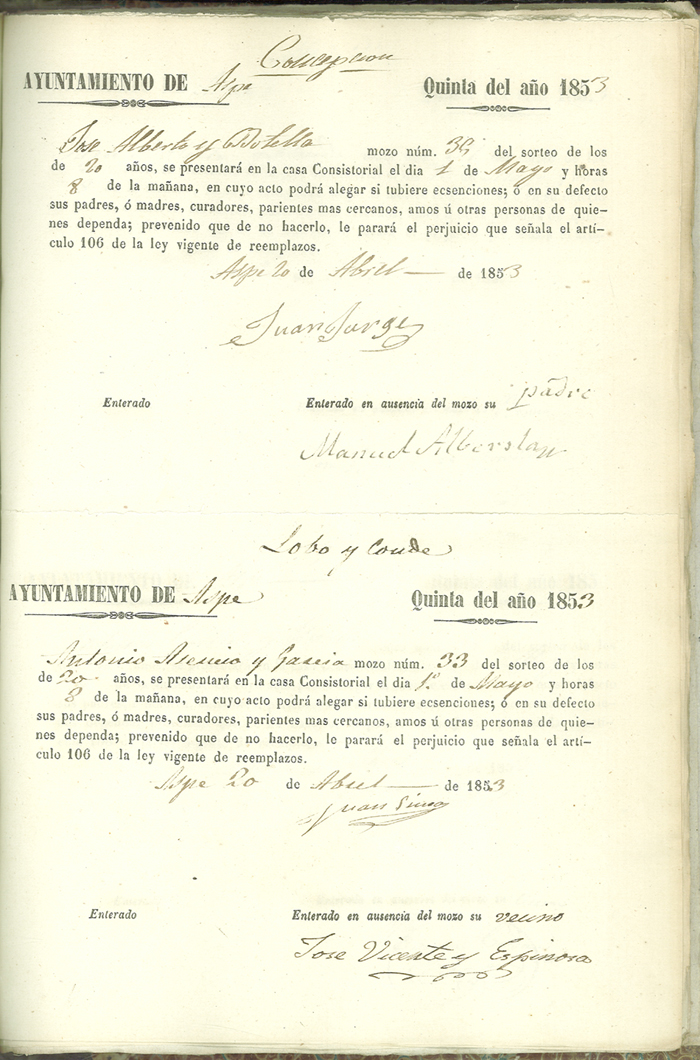 Concepcion
AYUNTAMIENTO DE Aspe Quinta del año 1853
Jose Alberto y Botella mozo núm. 39 del sorteo de los
de 20 años, se presentará en la casa Consistorial el dia 1 de Mayo y horas
8 de la mañana, en cuyo acto podrá alegar si tubiere ecsenciones; ó en su defecto
sus padres, ó madres, curadores, parientes mas cercanos, amos ú otras personas de quie-
nes dependa; prevenido que de no hacerlo, le parará el perjuicio que señala el artí-
culo 106 de la ley vigente de reemplazos.
Aspe 20 de Abril de 1853
Juan Jorge
Enterado Enterado en ausencia del mozo su padre
Manuel
Lobo y Conde
AYUNTAMIENTO DE Aspe Quinta del año 1853
Antonio Asencio y Garcia mozo núm. 33 del sorteo de los
de 20 años, se presentará en la casa Consistorial el dia 1.º de Mayo y horas
8 de la mañana, en cuyo acto podrá alegar si tubiere ecsenciones; ó en su defecto
sus padres, ó madres, curadores, parientes mas cercanos, amos ú otras personas de quie-
nes dependa; prevenido que de no hacerlo, le parará el perjuicio que señala el artí-
culo 106 de la ley vigente de reemplazos.
Aspe 20 de Abril de 1853
Juan
Enterado Enterado en ausencia del mozo su vecino
Jose Vicente y Espinosa